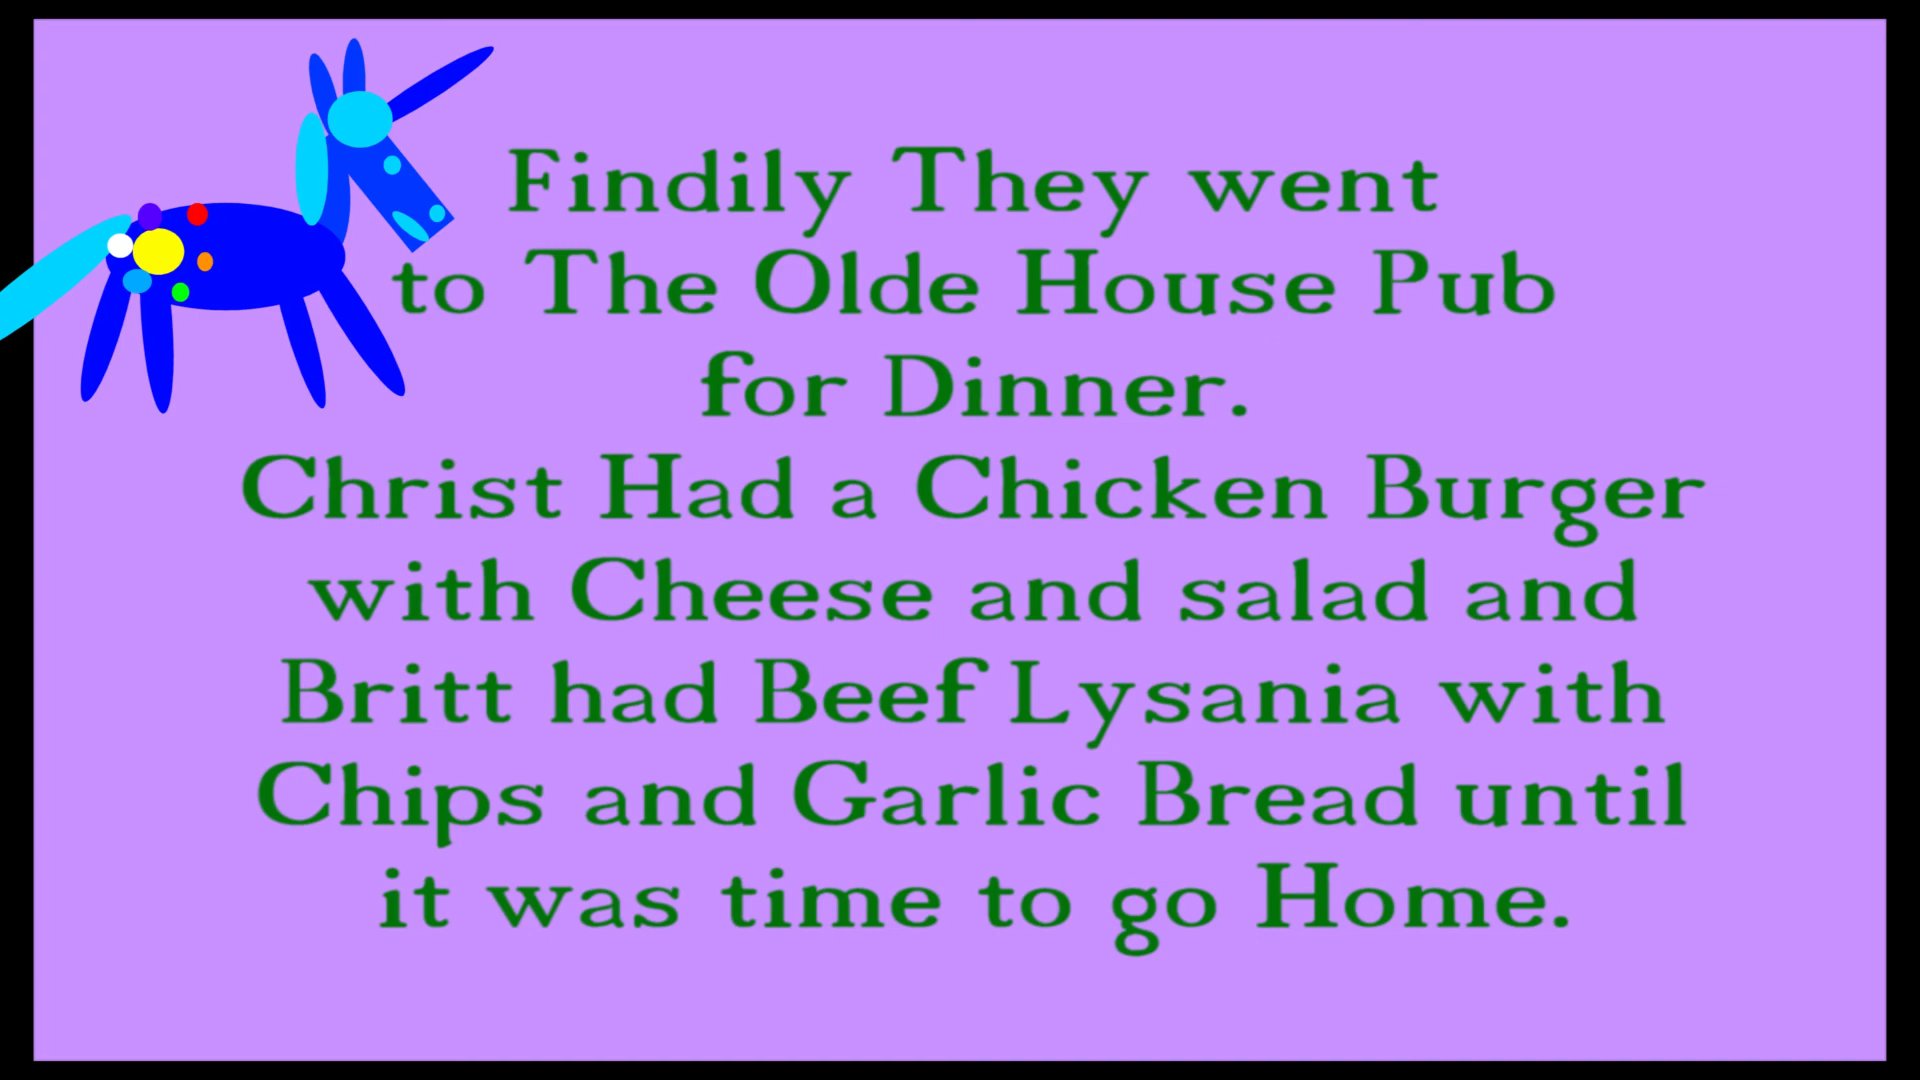 Findily They went
to The Olde House Pub
for Dinner.
Christ Had a Chicken Burger
with Cheese and salad and
Britt had Beef Lysania with
Chips and Garlic Bread until
it was time to go Home.